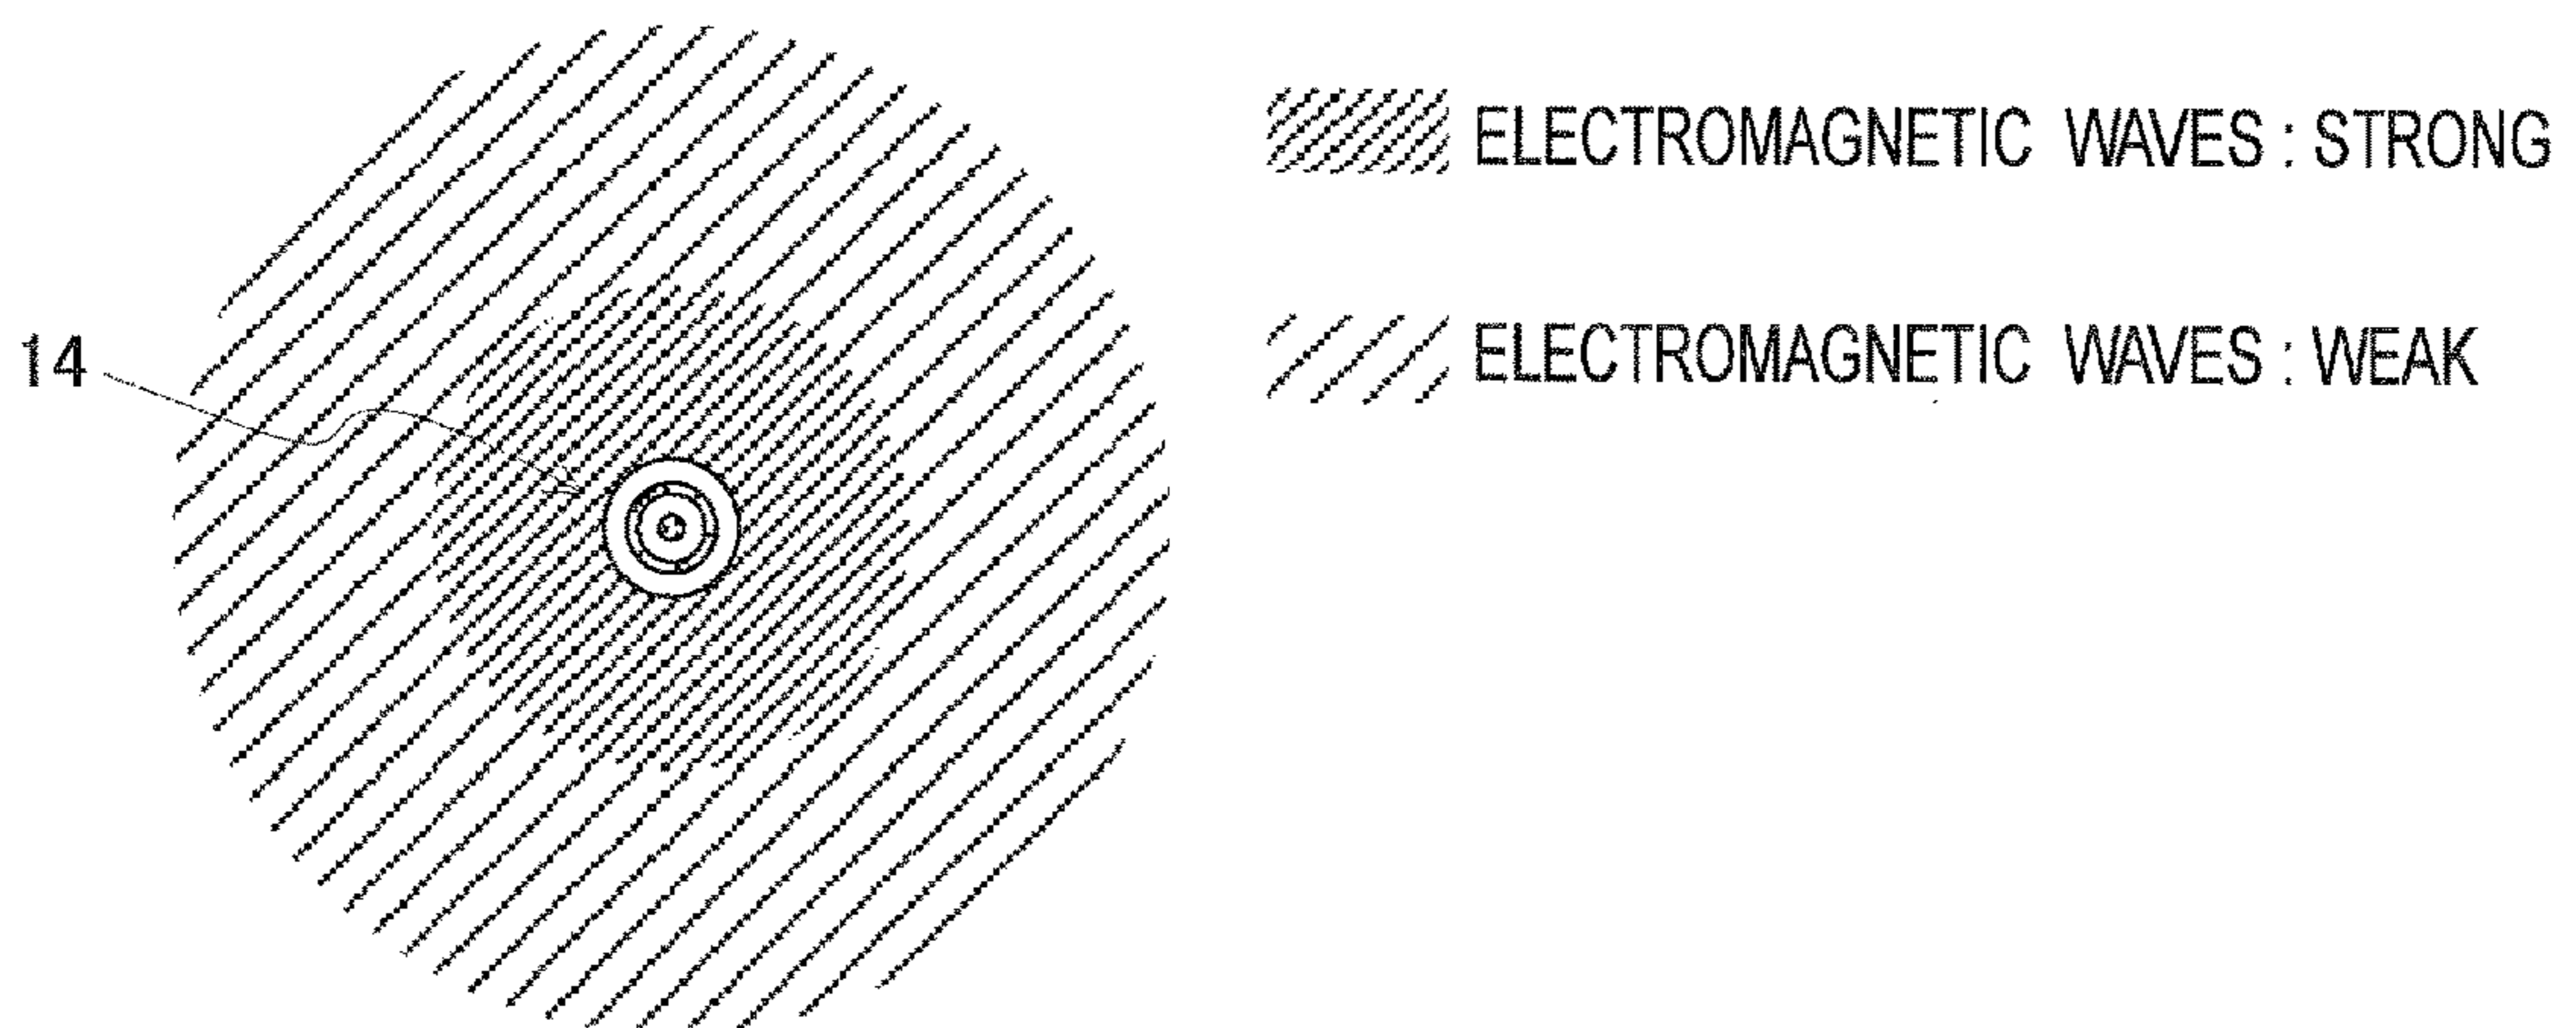 ELECTROMAGNETIC WAVES : STRONG
14
ELECTROMAGNETIC WAVES : WEAK